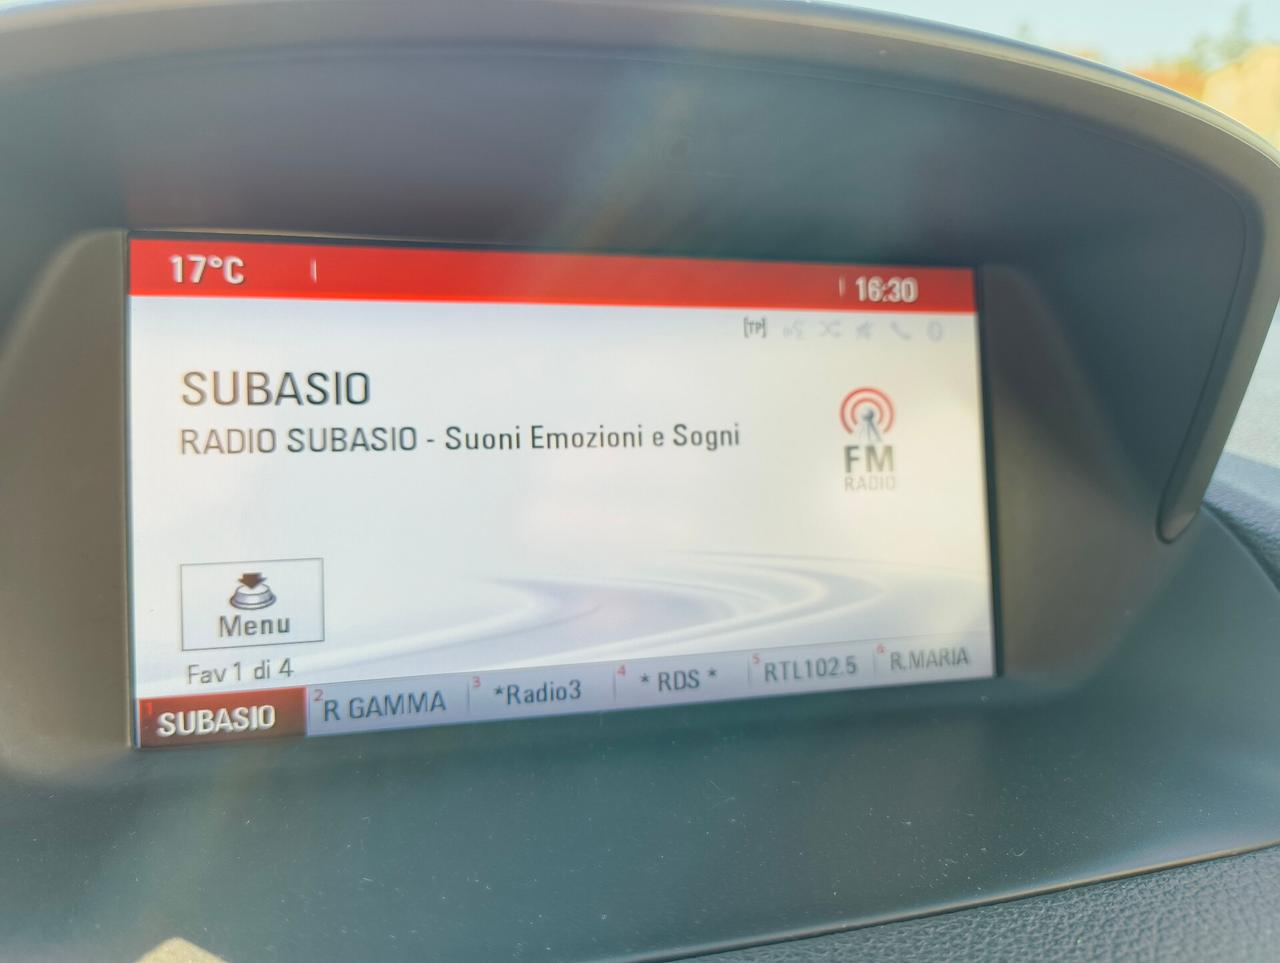 17°C
16:30
[TP]
SUBASIO
RADIO SUBASIO - Suoni Emozioni e Sogni
FM
RADIO
Menu
Fav 1 di 4
1 SUBASIO
2 R GAMMA
3 *Radio3
4 * RDS *
5 RTL102.5
6 R.MARIA